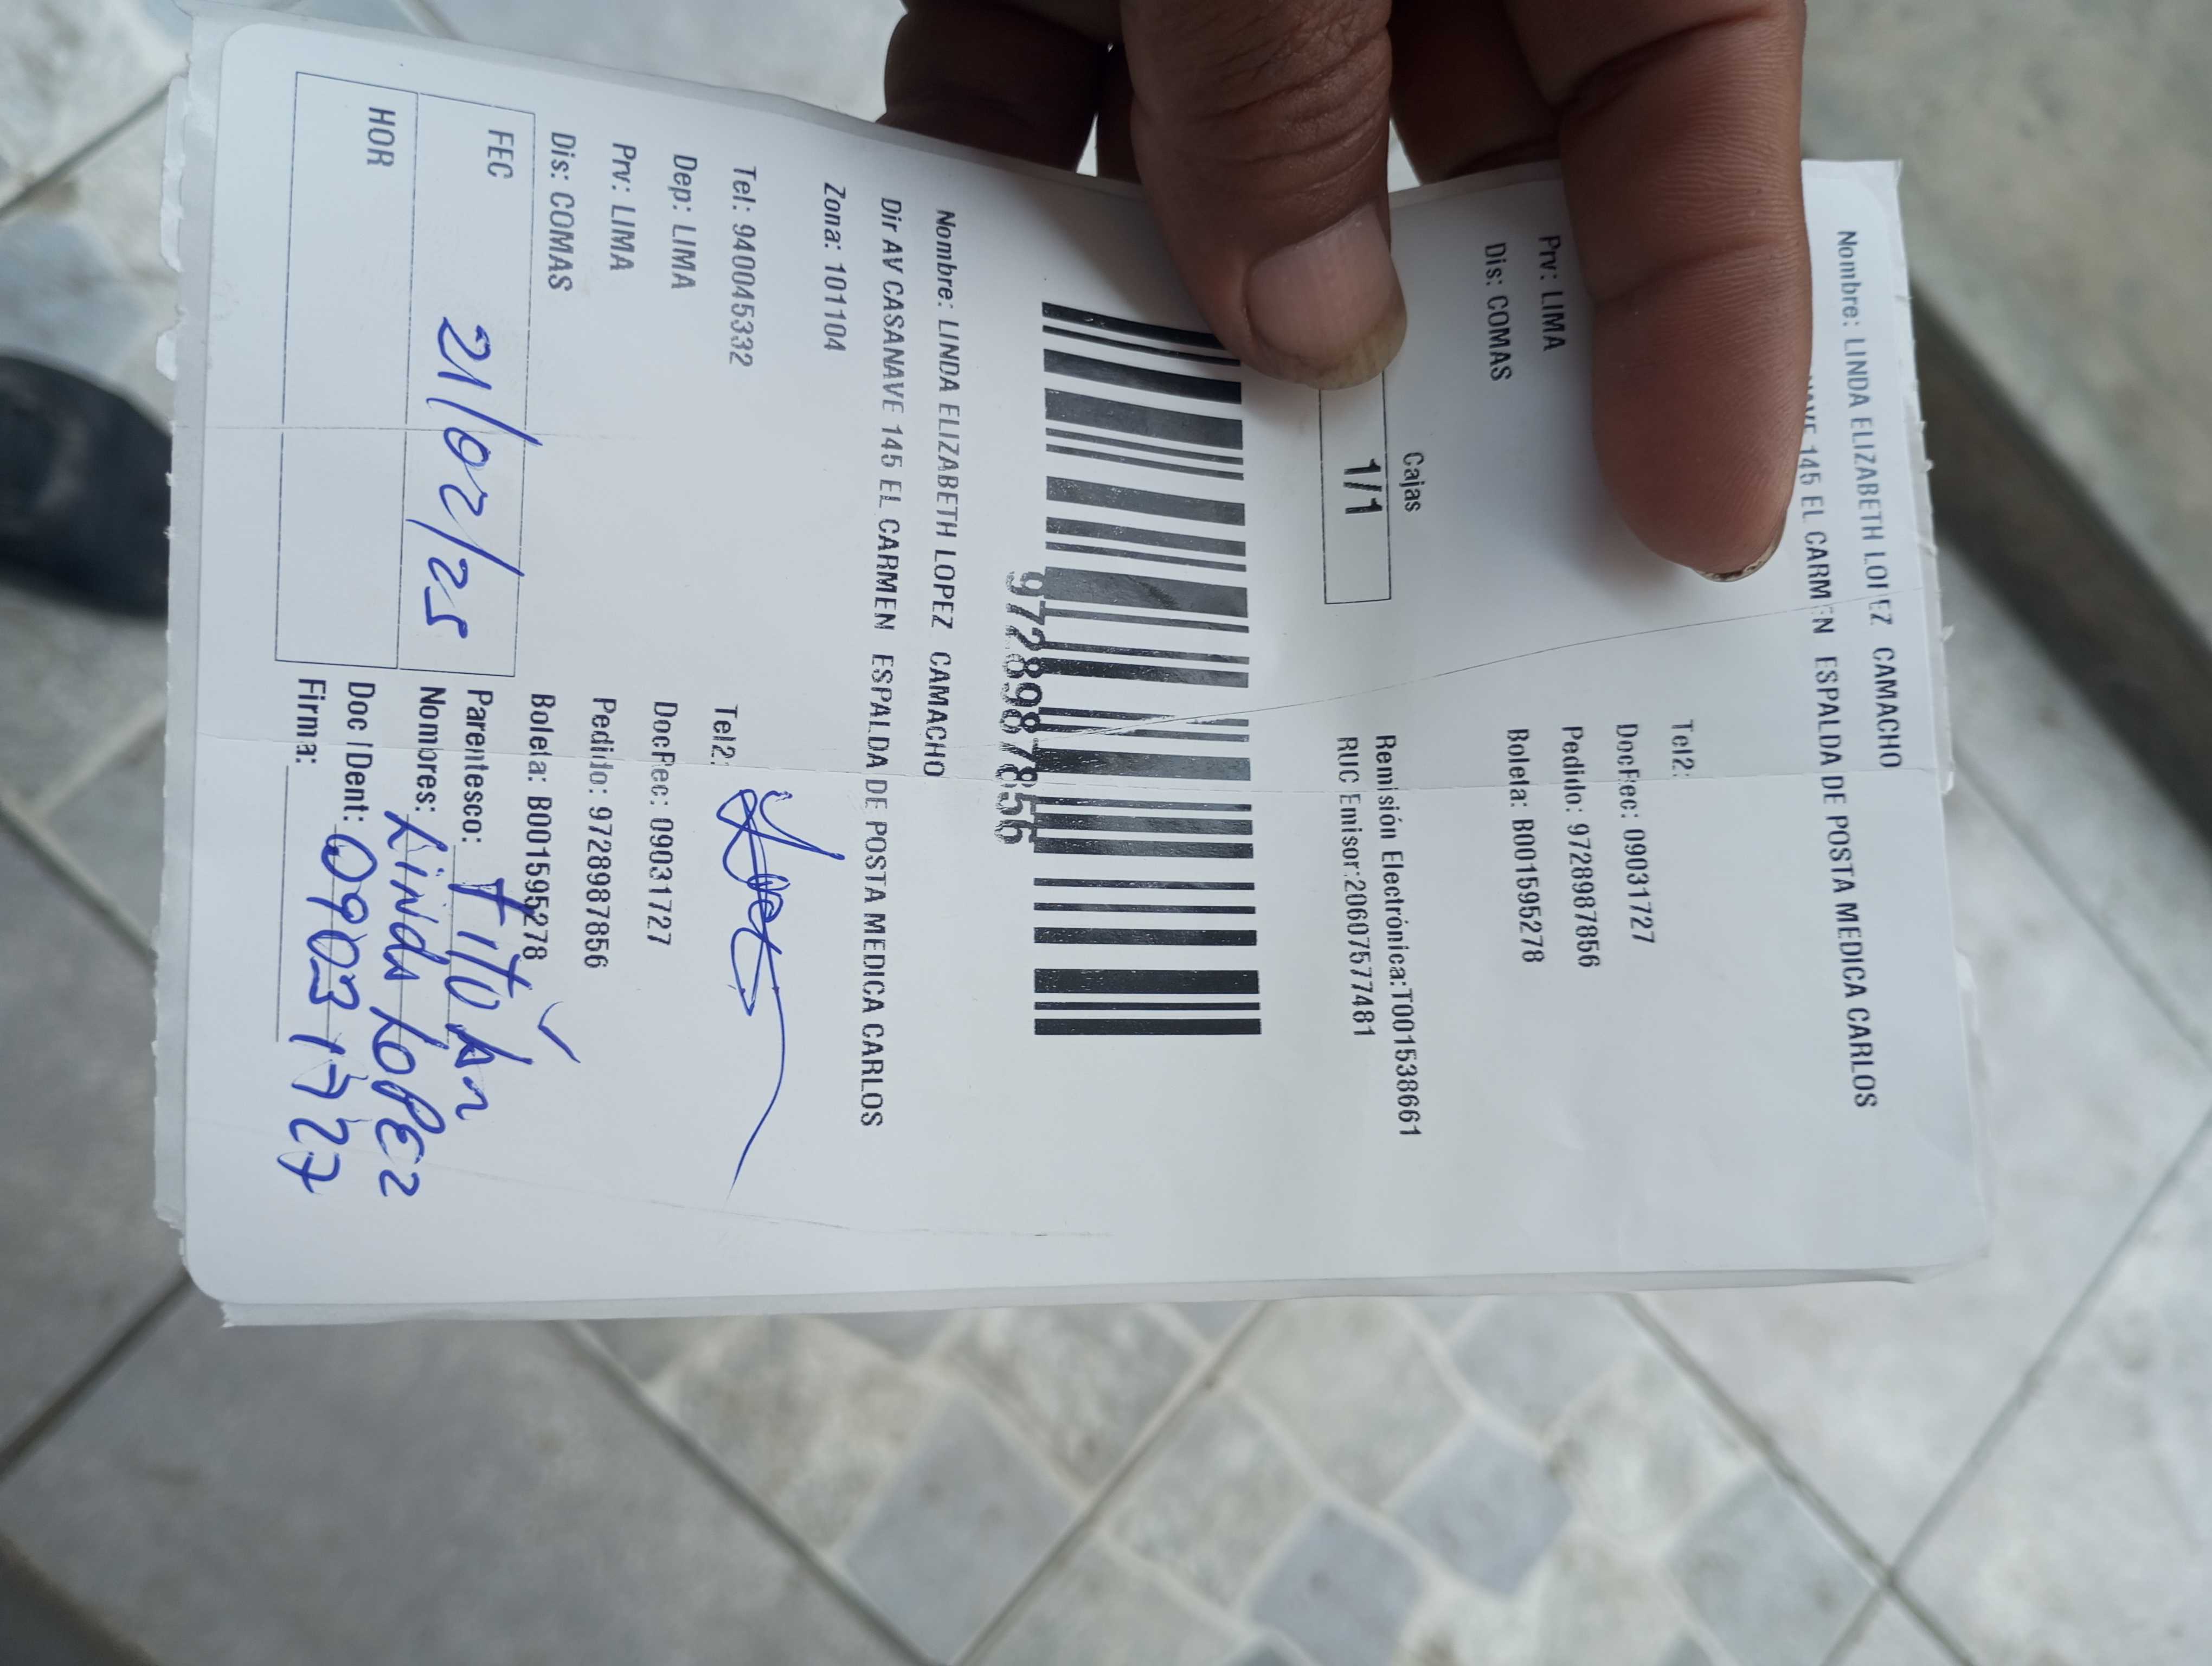 Nombre: LINDA ELIZABETH LOPEZ CAMACHO
145 EL CARMEN ESPALDA DE POSTA MEDICA CARLOS
Tel2:
DocRec: 09031727
Prv: LIMA
Pedido: 9728987856
Dis: COMAS
Boleta: B001595278
Cajas
1/1
Remisión Electrónica:T001538661
RUC Emisor:20607577481
9728987856
Nombre: LINDA ELIZABETH LOPEZ CAMACHO
Dir AV CASANAVE 145 EL CARMEN ESPALDA DE POSTA MEDICA CARLOS
Zona: 101104
Tel: 940045332
Tel2:
Dep: LIMA
DocRec: 09031727
Prv: LIMA
Pedido: 9728987856
Dis: COMAS
Boleta: B001595278
FEC 21/02/25
Parentesco: TITULAR
Nombres: Linda LOPEZ
HOR
Doc IDent: 09031727
Firma: